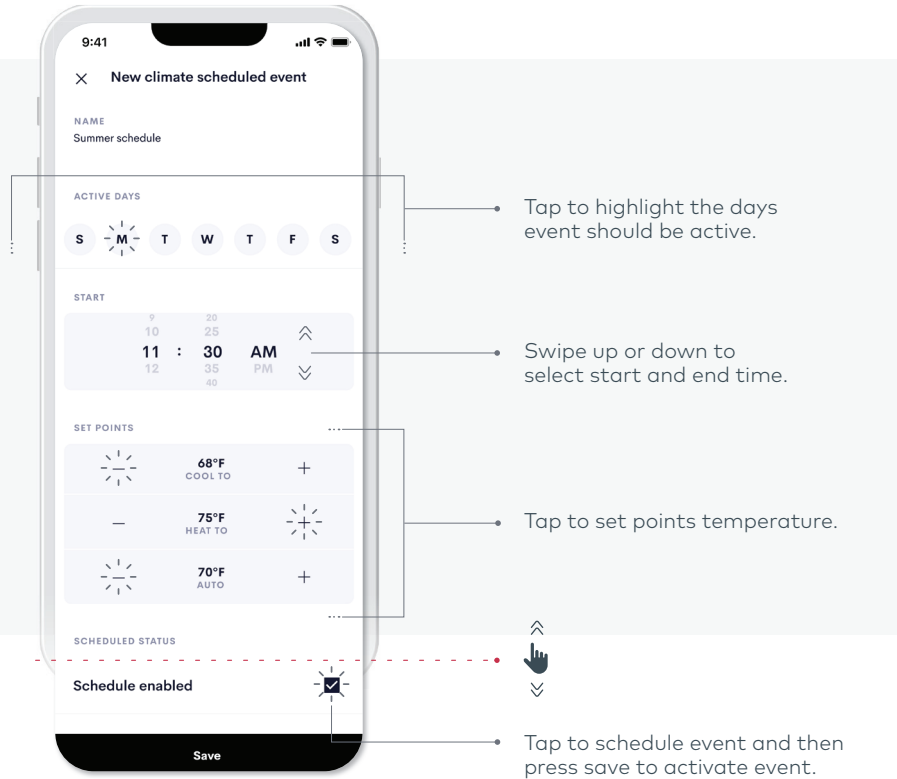 9:41
New climate scheduled event
NAME
Summer schedule
ACTIVE DAYS
S M T W T F S
Tap to highlight the days
event should be active.
START
9 20
10 25
11 : 30 AM
12 35 PM
40
Swipe up or down to
select start and end time.
SET POINTS
— 68°F +
COOL TO
— 75°F +
HEAT TO
— 70°F +
AUTO
Tap to set points temperature.
SCHEDULED STATUS
Schedule enabled
Save
Tap to schedule event and then
press save to activate event.